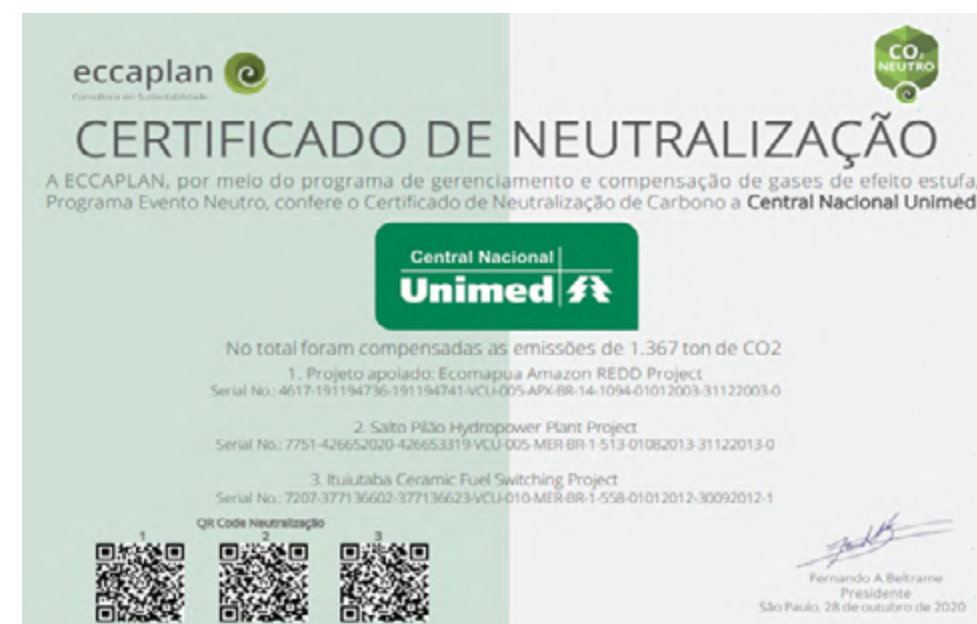 eccaplan
Consultoria em Sustentabilidade
CO₂
NEUTRO
CERTIFICADO DE NEUTRALIZAÇÃO
A ECCAPLAN, por meio do programa de gerenciamento e compensação de gases de efeito estufa,
Programa Evento Neutro, confere o Certificado de Neutralização de Carbono a Central Nacional Unimed
Central Nacional
Unimed
No total foram compensadas as emissões de 1.367 ton de CO2
1. Projeto apoiado: Ecomapua Amazon REDD Project
Serial No.: 4617-191194736-191194741-VCU-005-APX-BR-14-1094-01012003-31122003-0
2. Salto Pilão Hydropower Plant Project
Serial No.: 7751-426652020-426653319-VCU-005-MER-BR-1-513-01082013-31122013-0
3. Ituiutaba Ceramic Fuel Switching Project
Serial No.: 7207-377136602-377136623-VCU-010-MER-BR-1-558-01012012-30092012-1
QR Code Neutralização
1 2 3
Fernando A.Beltrame
Presidente
São Paulo, 28 de outubro de 2020